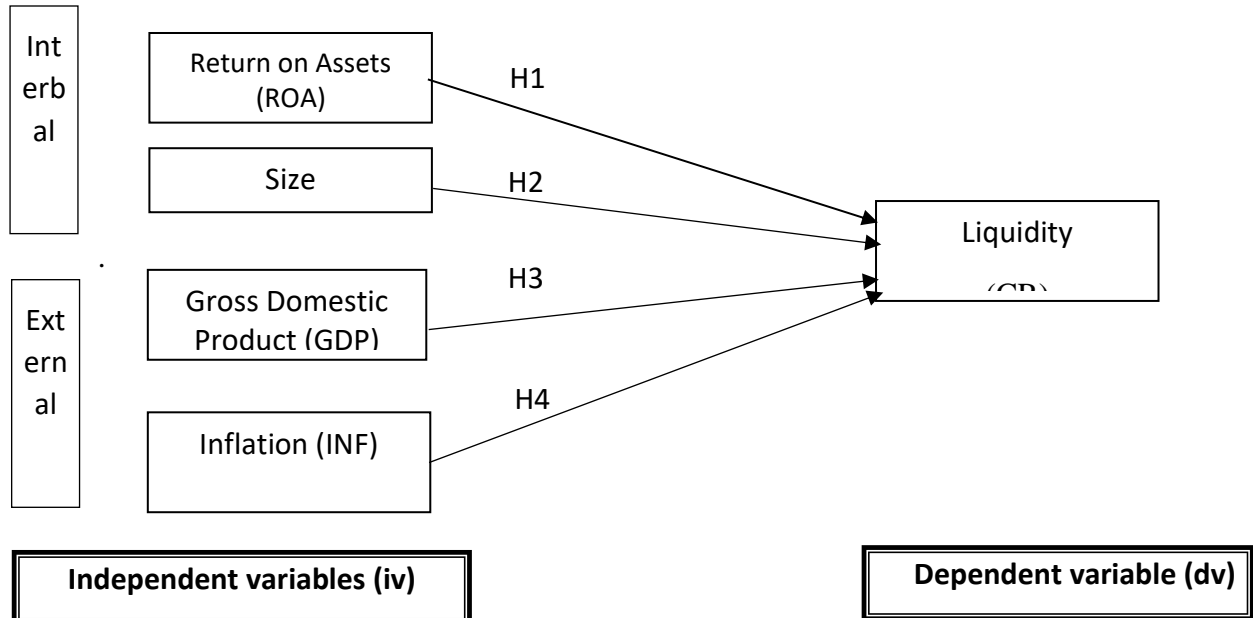 Int
erb
al
Return on Assets
(ROA)
H1
Size
H2
Liquidity
(CR)
.
Ext
ern
al
Gross Domestic
Product (GDP)
H3
Inflation (INF)
H4
Independent variables (iv)
Dependent variable (dv)